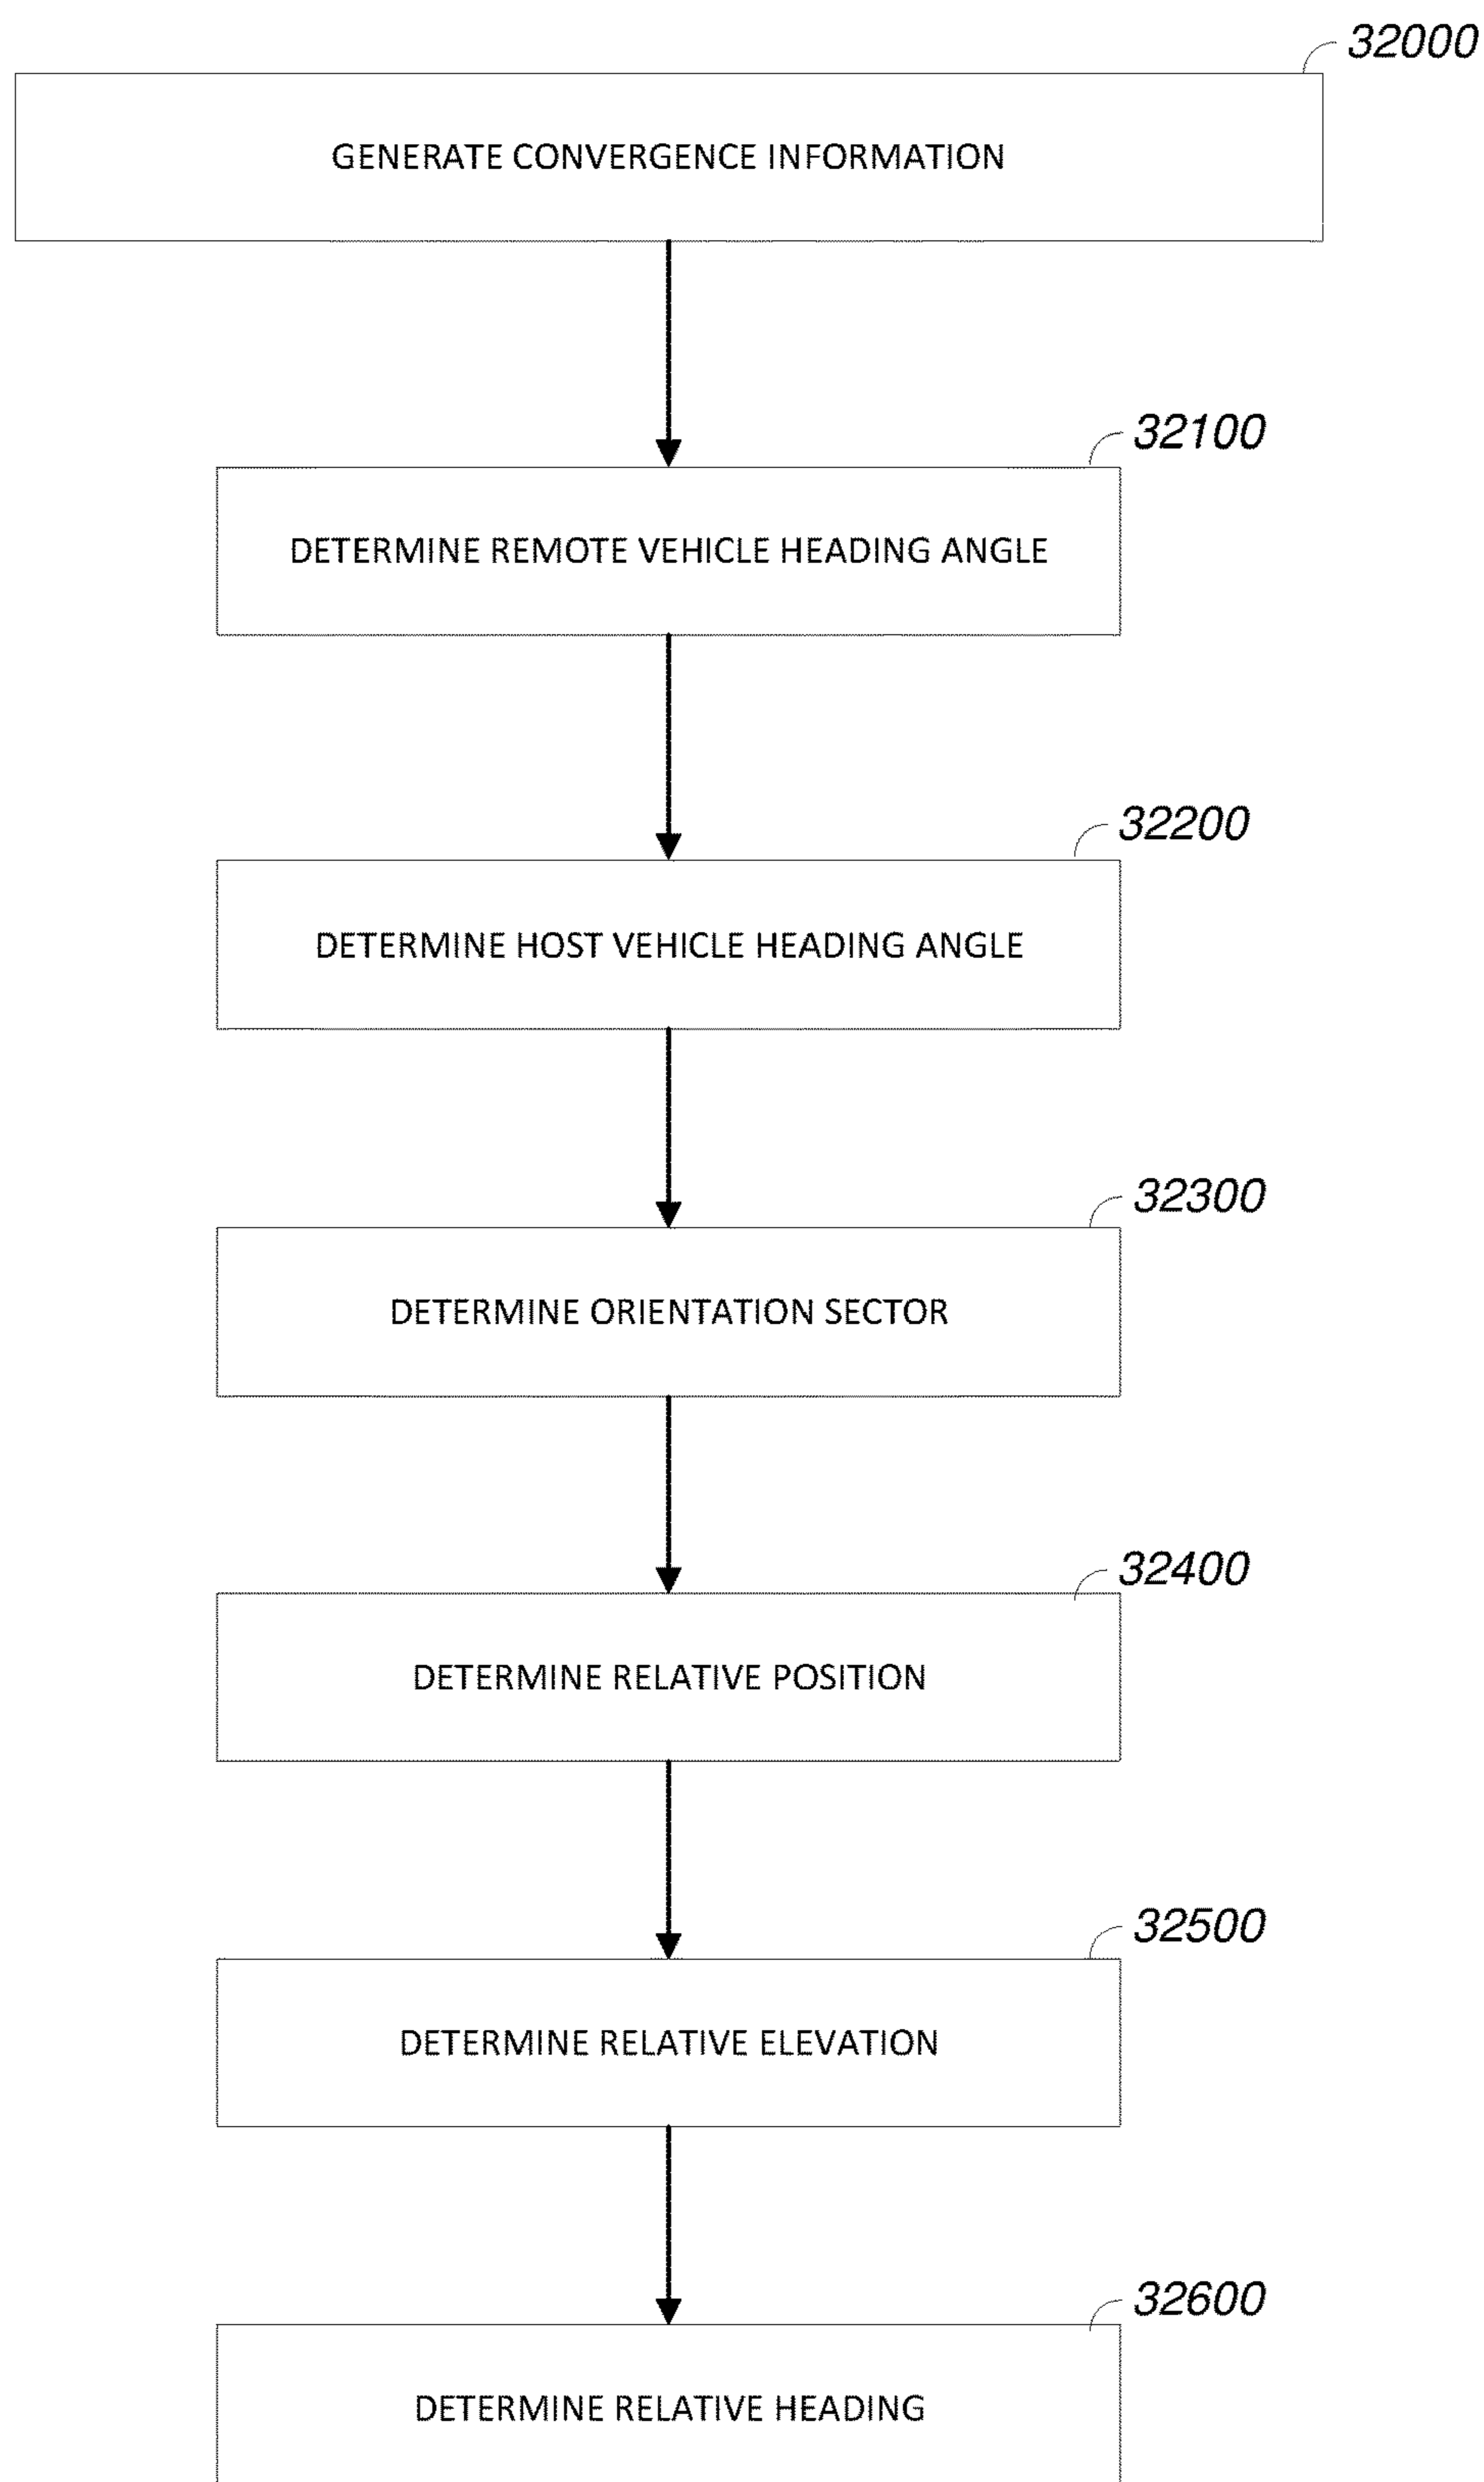 32000
GENERATE CONVERGENCE INFORMATION
32100
DETERMINE REMOTE VEHICLE HEADING ANGLE
32200
DETERMINE HOST VEHICLE HEADING ANGLE
32300
DETERMINE ORIENTATION SECTOR
32400
DETERMINE RELATIVE POSITION
32500
DETERMINE RELATIVE ELEVATION
32600
DETERMINE RELATIVE HEADING